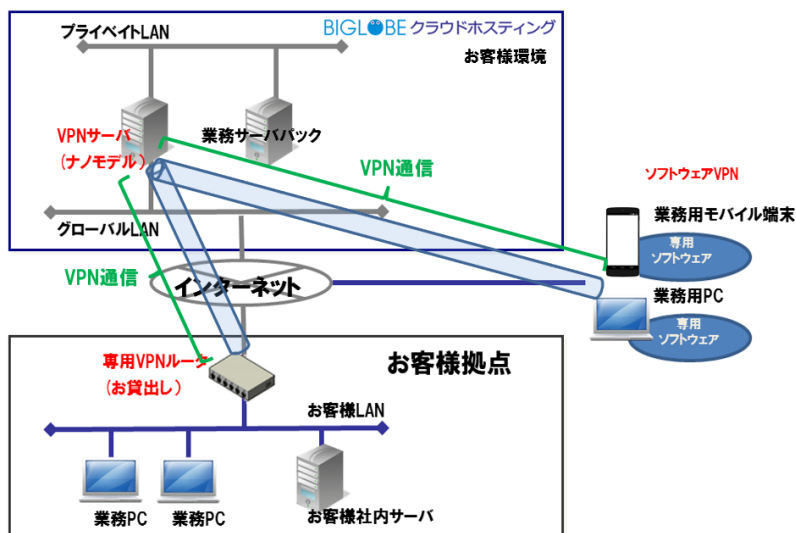 プライベイトLAN
BIGLOBE クラウドホスティング
お客様環境
VPNサーバ
(ナノモデル)
業務サーバパック
VPN通信
ソフトウェアVPN
グローバルLAN
業務用モバイル端末
専用
ソフトウェア
VPN通信
インターネット
業務用PC
専用
ソフトウェア
専用VPNルータ
(お貸出し)
お客様拠点
お客様LAN
業務PC
業務PC
お客様社内サーバ